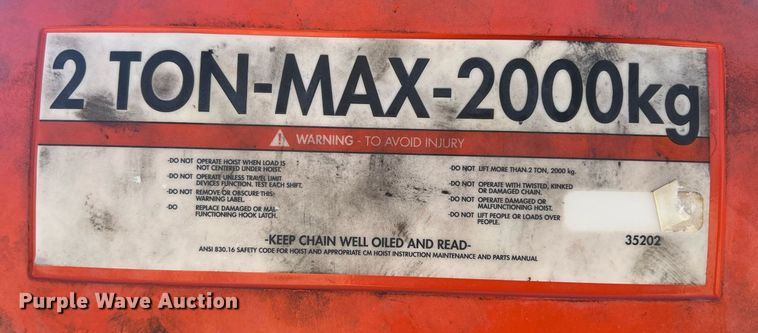 2 TON-MAX-2000kg
WARNING - TO AVOID INJURY
-DO NOT OPERATE HOIST WHEN LOAD IS
NOT CENTERED UNDER HOIST.
-DO NOT OPERATE UNLESS TRAVEL LIMIT
DEVICES FUNCTION. TEST EACH SHIFT.
-DO NOT REMOVE OR OBSCURE THIS
WARNING LABEL.
-DO REPLACE DAMAGED OR MAL-
FUNCTIONING HOOK LATCH.
-DO NOT LIFT MORE THAN 2 TON, 2000 kg.
-DO NOT OPERATE WITH TWISTED, KINKED
OR DAMAGED CHAIN.
-DO NOT OPERATE DAMAGED OR
MALFUNCTIONING HOIST.
-DO NOT LIFT PEOPLE OR LOADS OVER
PEOPLE.
-KEEP CHAIN WELL OILED AND READ-
ANSI B30.16 SAFETY CODE FOR HOIST AND APPROPRIATE CM HOIST INSTRUCTION MAINTENANCE AND PARTS MANUAL
35202
Purple Wave Auction